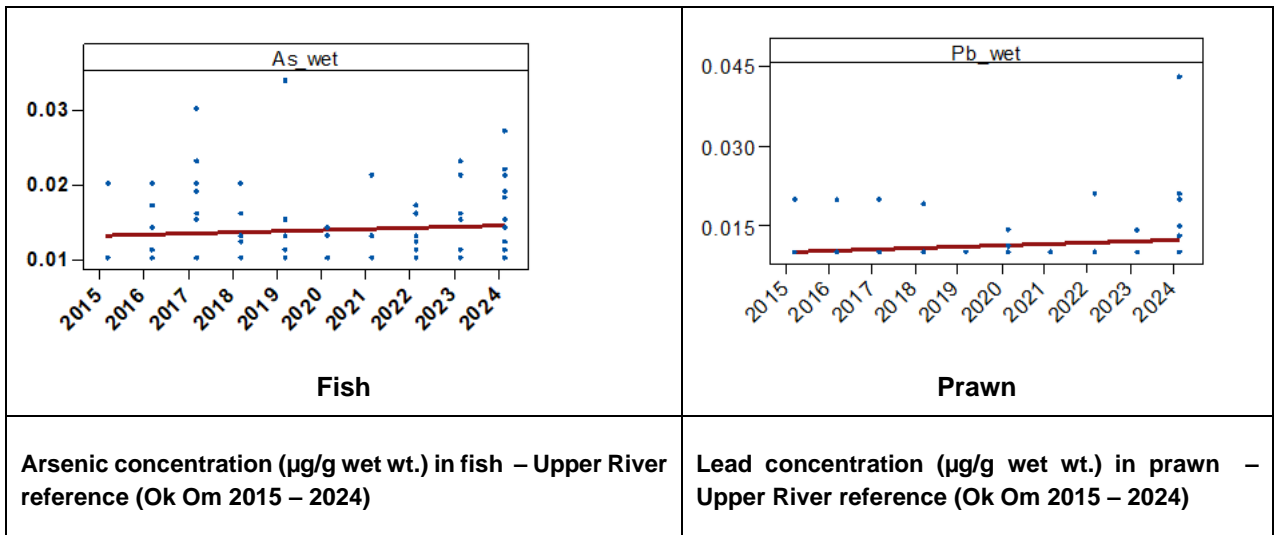 As_wet
0.03
0.02
0.01
2015 2016 2017 2018 2019 2020 2021 2022 2023 2024
Fish
Arsenic concentration (µg/g wet wt.) in fish – Upper River
reference (Ok Om 2015 – 2024)
Pb_wet
0.045
0.030
0.015
2015 2016 2017 2018 2019 2020 2021 2022 2023 2024
Prawn
Lead concentration (µg/g wet wt.) in prawn –
Upper River reference (Ok Om 2015 – 2024)